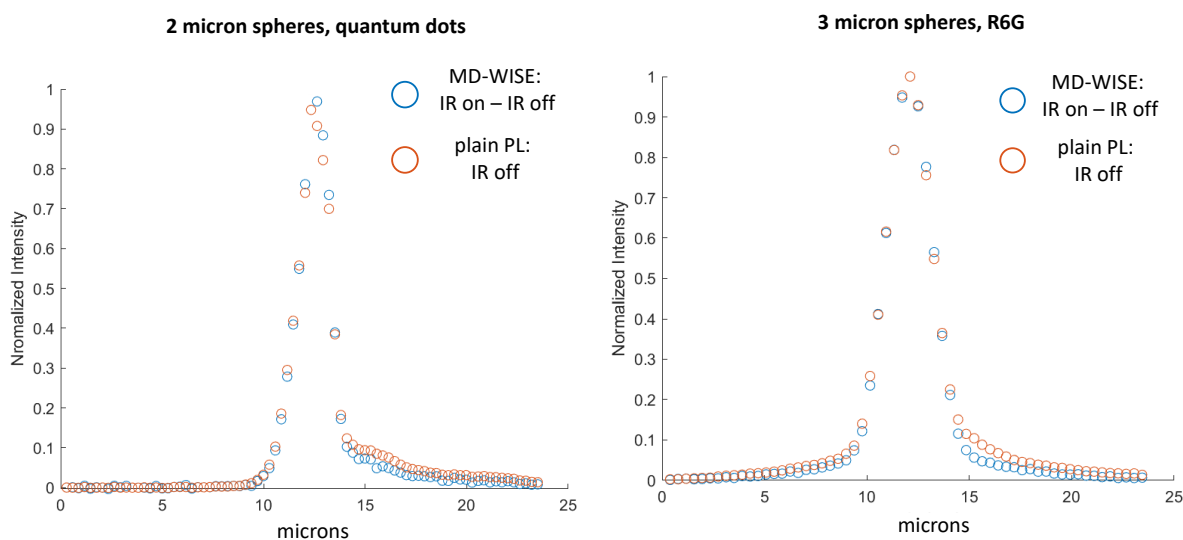 2 micron spheres, quantum dots
MD-WISE:
IR on – IR off
plain PL:
IR off
1
0.9
0.8
0.7
0.6
0.5
0.4
0.3
0.2
0.1
0
Nromalized Intensity
0
5
10
15
20
25
microns
3 micron spheres, R6G
MD-WISE:
IR on – IR off
plain PL:
IR off
1
0.9
0.8
0.7
0.6
0.5
0.4
0.3
0.2
0.1
0
Normalized Intensity
0
5
10
15
20
25
microns